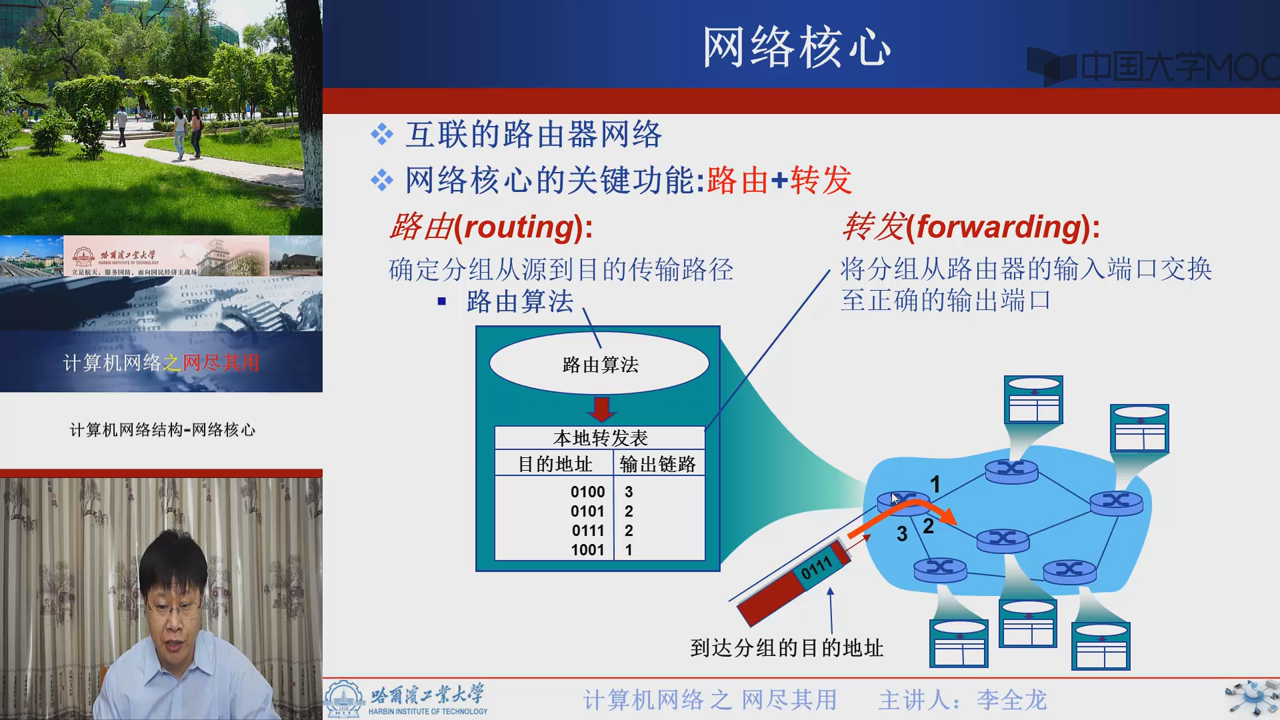 网络核心
中国大学MOO
互联的路由器网络
网络核心的关键功能:路由+转发
路由(routing):
确定分组从源到目的传输路径
路由算法
转发(forwarding):
将分组从路由器的输入端口交换
至正确的输出端口
路由算法
本地转发表
目的地址 输出链路
0100 3
0101 2
0111 2
1001 1
1
2
3
0111
到达分组的目的地址
哈尔滨工业大学
HARBIN INSTITUTE OF TECHNOLOGY
立足航天，服务国防，面向国民经济主战场
计算机网络之网尽其用
计算机网络结构-网络核心
哈尔滨工业大学
HARBIN INSTITUTE OF TECHNOLOGY
计算机网络 之 网尽其用 主讲人：李全龙